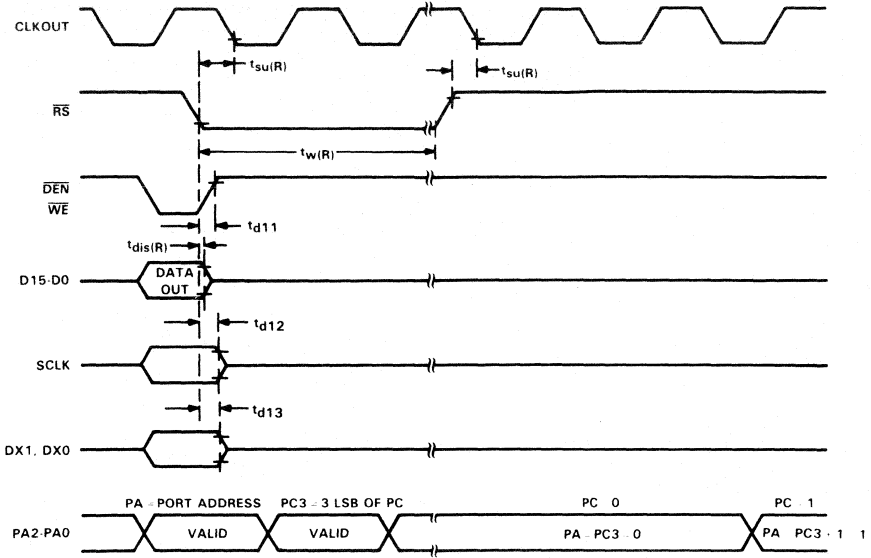 CLKOUT
tsu(R)
tsu(R)
RS
tw(R)
DEN
WE
td11
tdis(R)
D15-D0
DATA
OUT
td12
SCLK
td13
DX1, DX0
PA = PORT ADDRESS PC3 = 3 LSB OF PC PC = 0 PC = 1
PA2-PA0 VALID VALID PA = PC3 = 0 PA = PC3 + 1